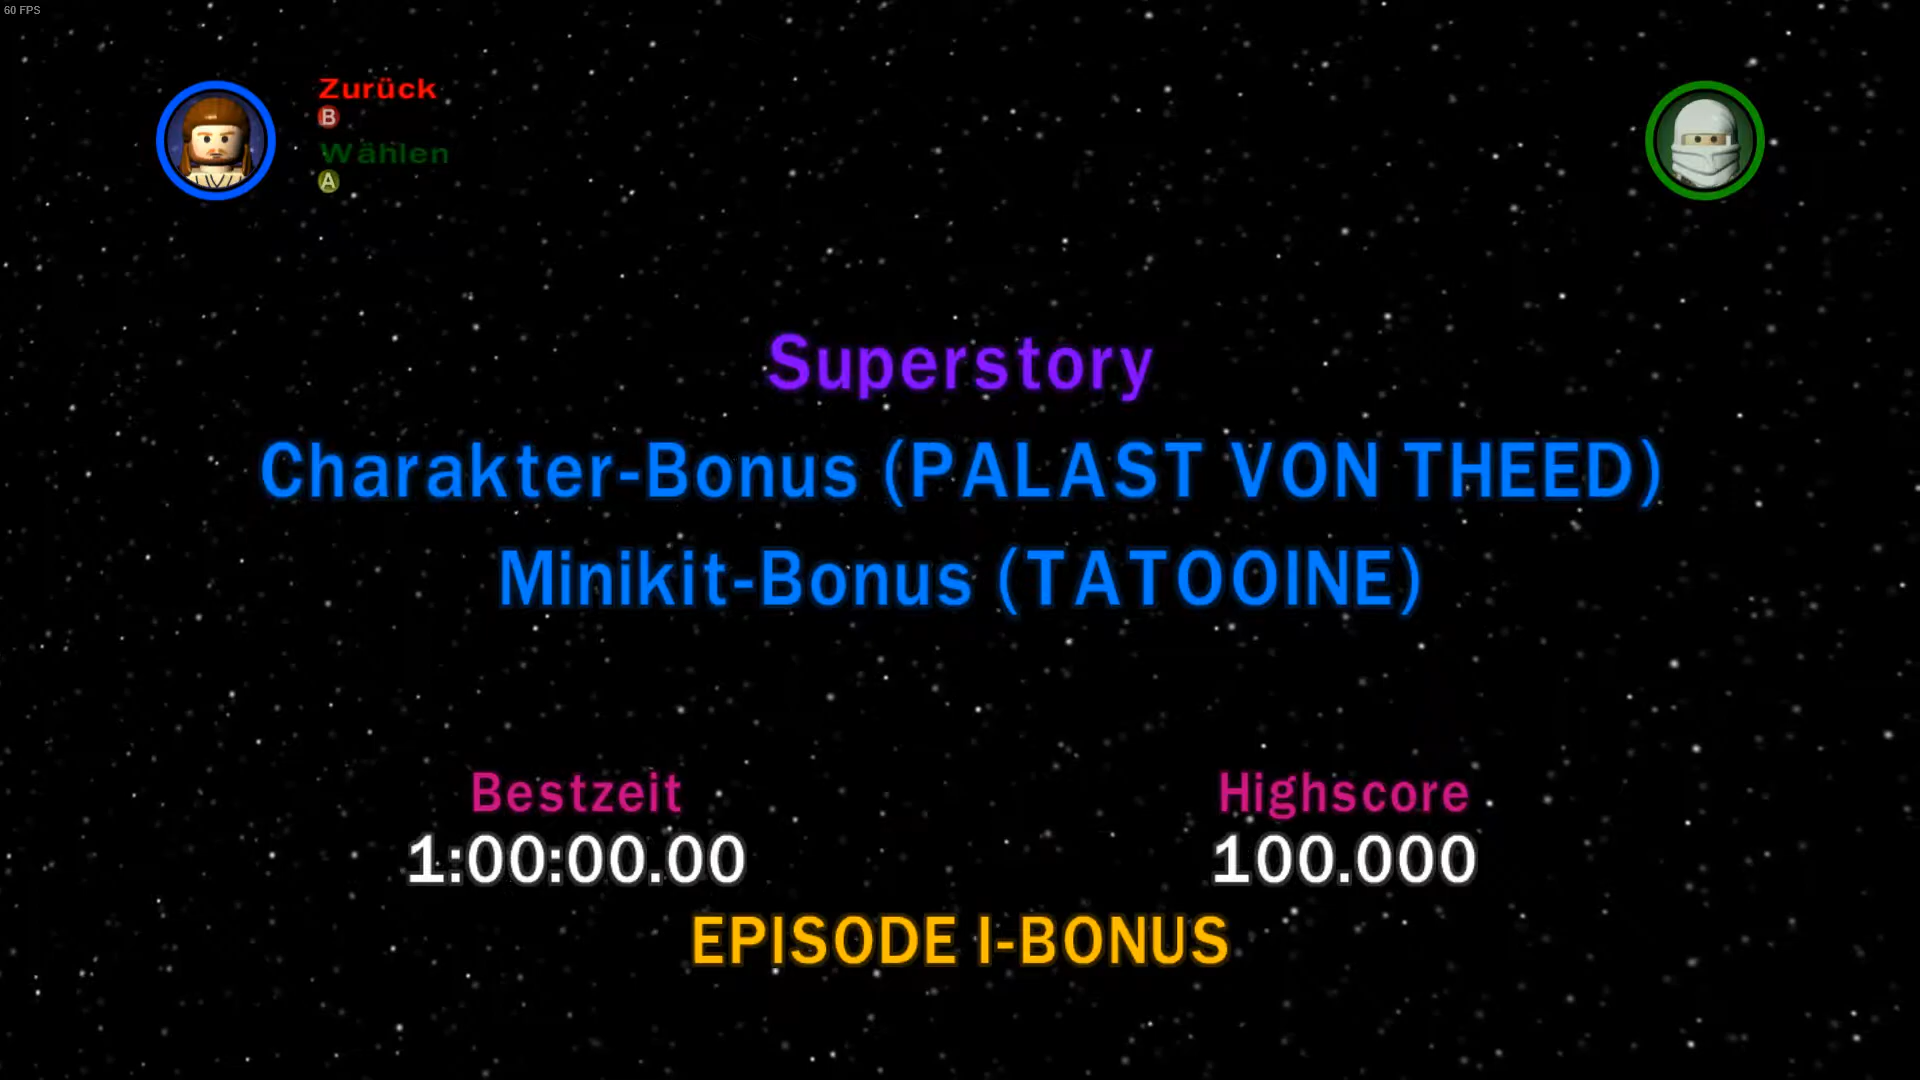 60 FPS
Zurück
B
Wählen
A
Superstory
Charakter-Bonus (PALAST VON THEED)
Minikit-Bonus (TATOOINE)
Bestzeit
Highscore
1:00:00.00
100.000
EPISODE I-BONUS